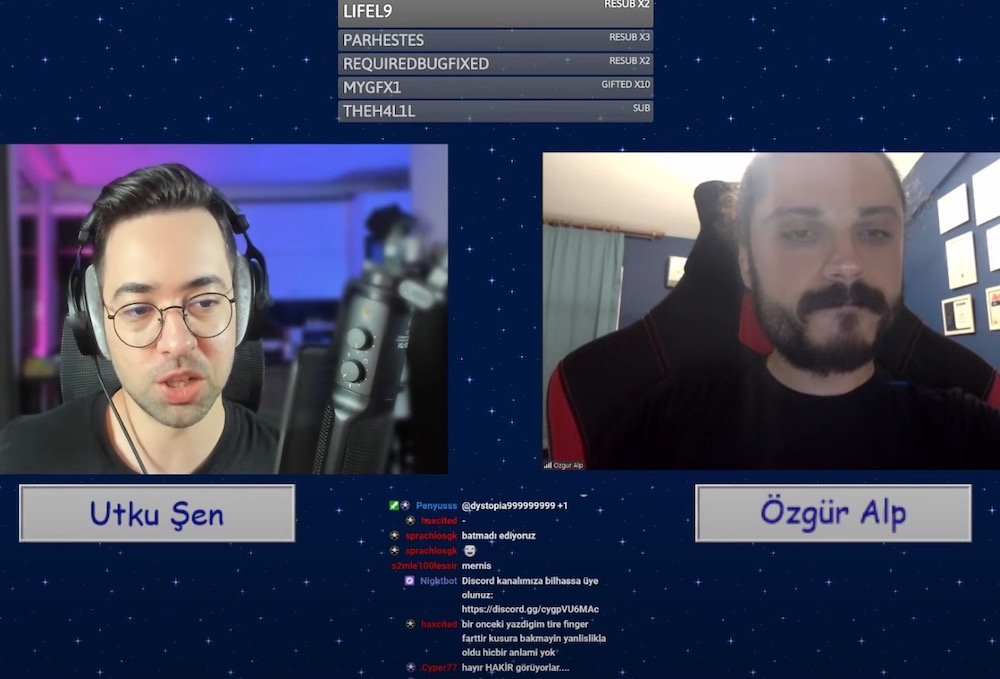 LIFEL9 RESUB X2
PARHESTES RESUB X3
REQUIREDBUGFIXED RESUB X2
MYGFX1 GIFTED X10
THEH4L1L SUB
Ozgur Alp
Utku Şen
Özgür Alp
Penyusss @dystopia999999999 +1
haxcited -
sprachlosgk batmadı ediyoruz
sprachlosgk
s2mle100lessir mernis
Nightbot Discord kanalımıza bilhassa üye
olunuz:
https://discord.gg/cygpVU6MAc
haxcited bir onceki yazdigim tire finger
farttir kusura bakmayin yanlislikla
oldu hicbir anlami yok
Cyper77 hayır HAKİR görüyorlar....